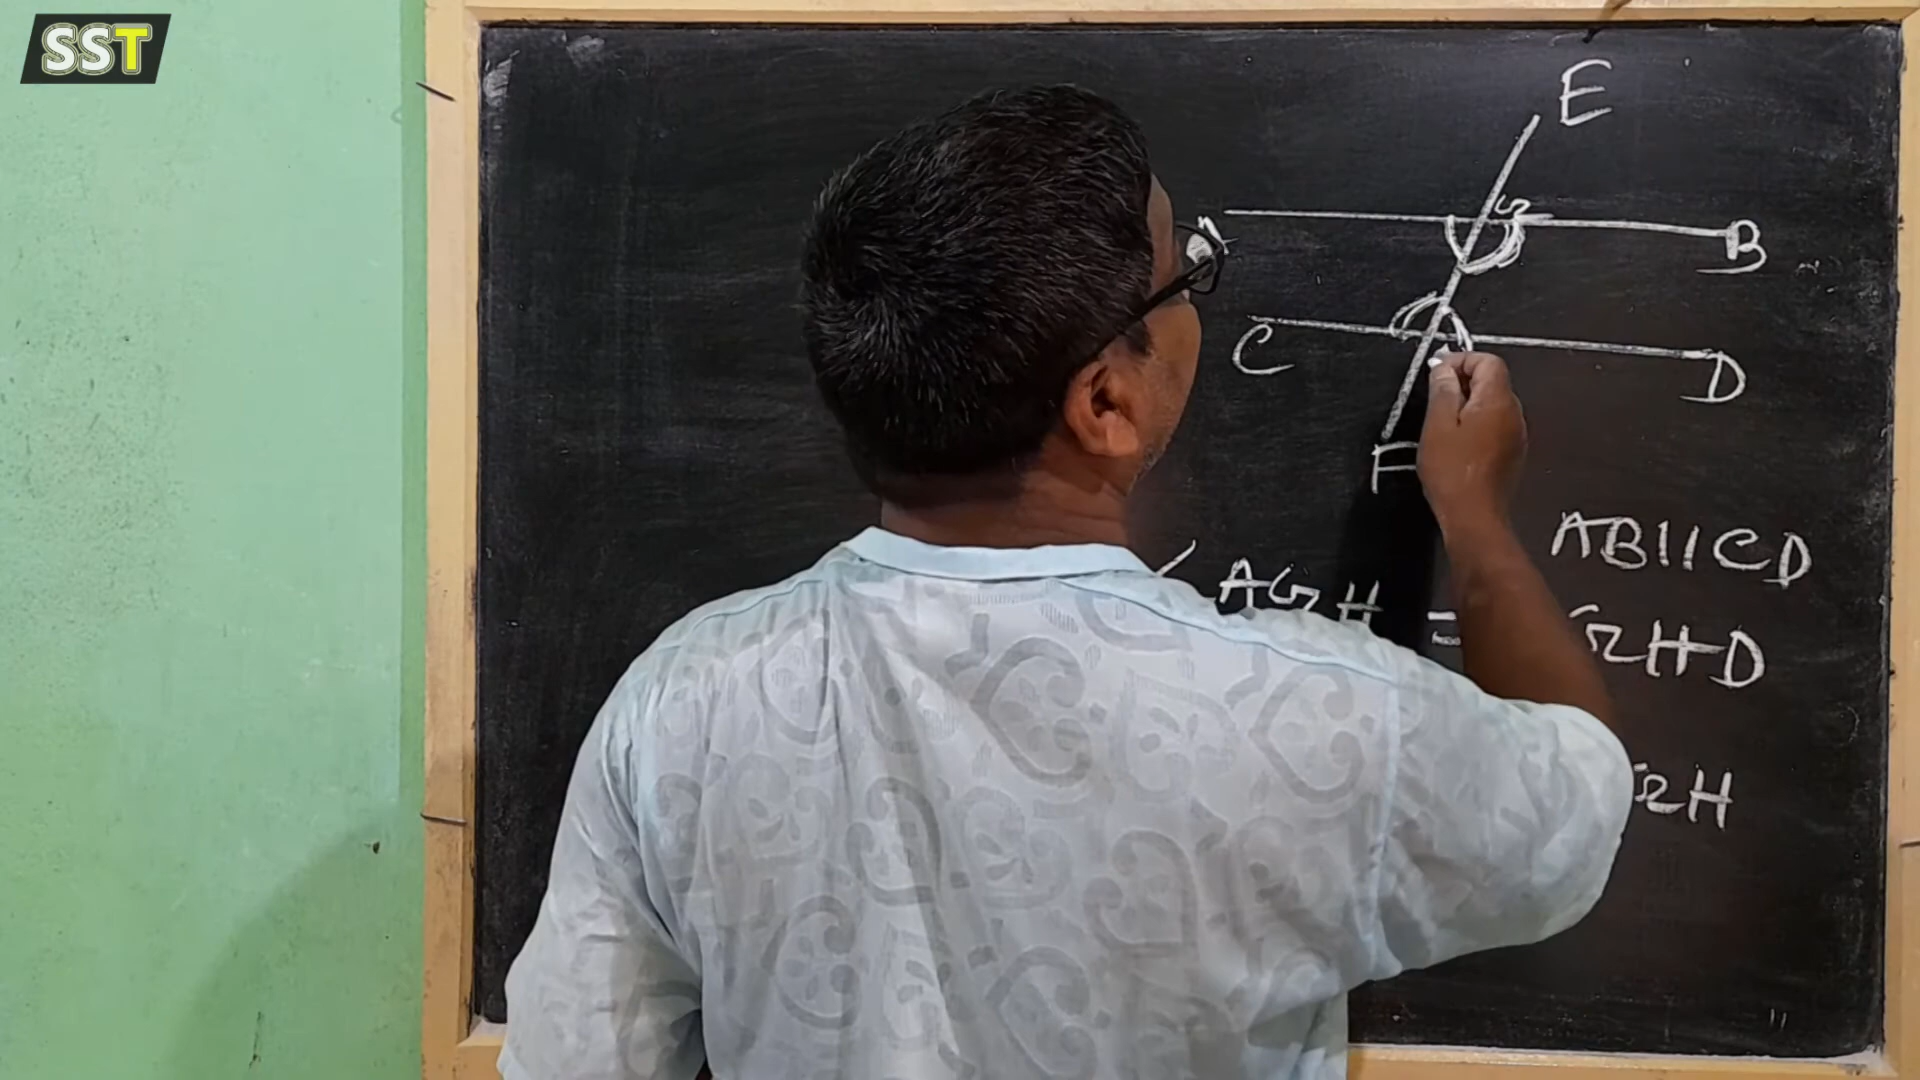 SST
E
G
A B
C D
F
AB||CD
∠AGH = GHD
GH